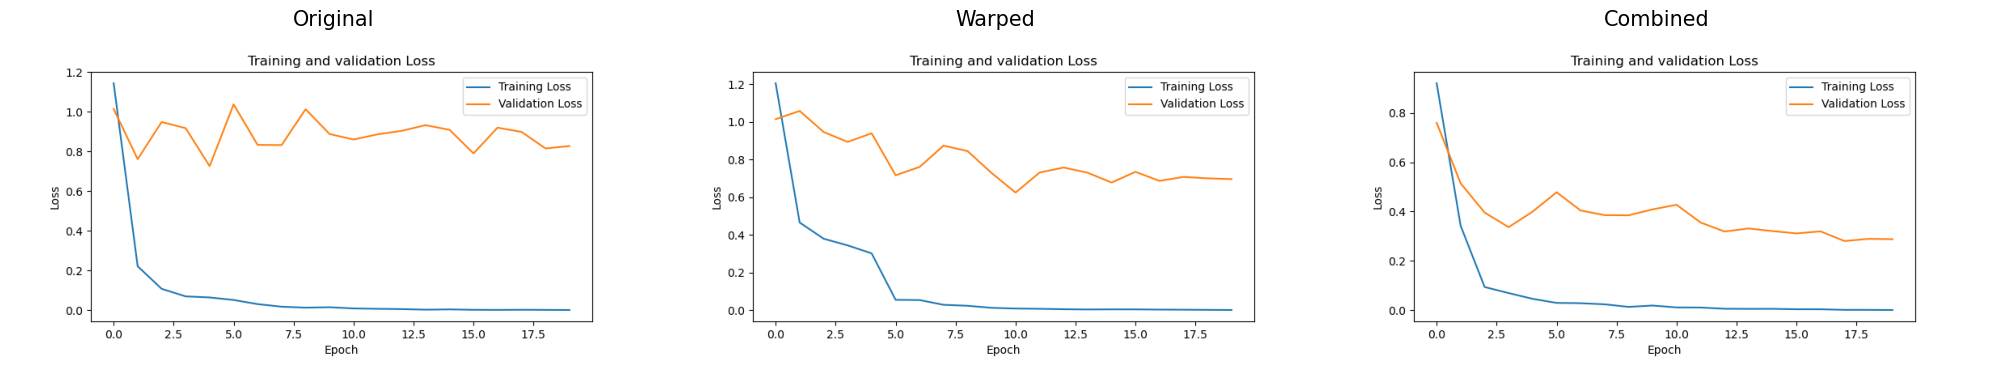 Original
Training and validation Loss
Training Loss
Validation Loss
1.2
1.0
0.8
0.6
0.4
0.2
0.0
Loss
0.0 2.5 5.0 7.5 10.0 12.5 15.0 17.5
Epoch
Warped
Training and validation Loss
Training Loss
Validation Loss
1.2
1.0
0.8
0.6
0.4
0.2
0.0
Loss
0.0 2.5 5.0 7.5 10.0 12.5 15.0 17.5
Epoch
Combined
Training and validation Loss
Training Loss
Validation Loss
0.8
0.6
0.4
0.2
0.0
Loss
0.0 2.5 5.0 7.5 10.0 12.5 15.0 17.5
Epoch